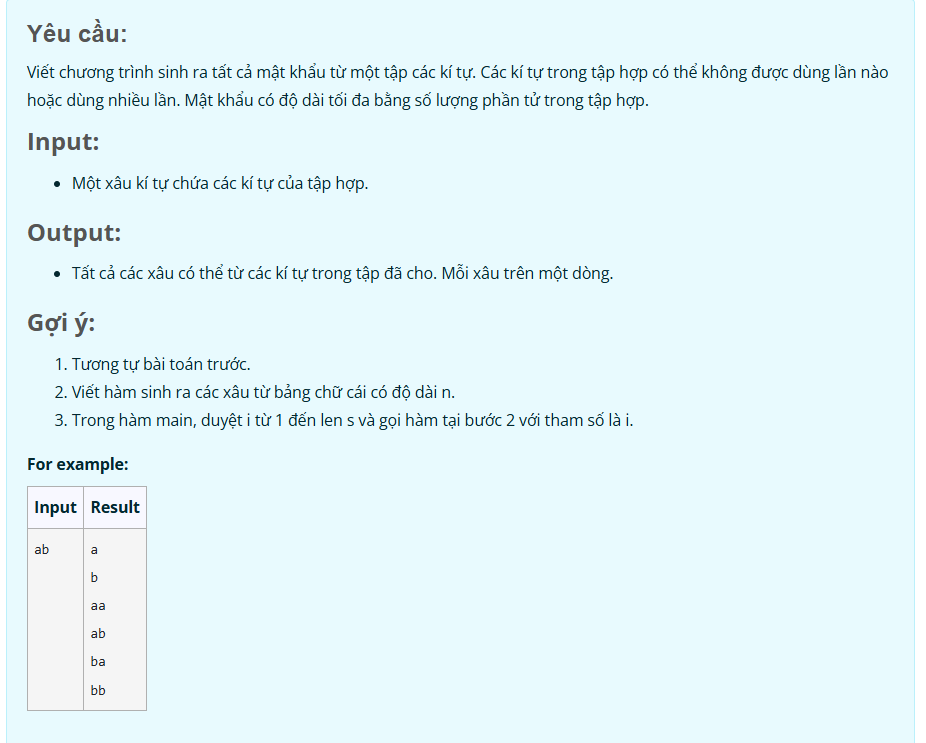 Yêu cầu:
Viết chương trình sinh ra tất cả mật khẩu từ một tập các kí tự. Các kí tự trong tập hợp có thể không được dùng lần nào
hoặc dùng nhiều lần. Mật khẩu có độ dài tối đa bằng số lượng phần tử trong tập hợp.
Input:
• Một xâu kí tự chứa các kí tự của tập hợp.
Output:
• Tất cả các xâu có thể từ các kí tự trong tập đã cho. Mỗi xâu trên một dòng.
Gợi ý:
1. Tương tự bài toán trước.
2. Viết hàm sinh ra các xâu từ bảng chữ cái có độ dài n.
3. Trong hàm main, duyệt i từ 1 đến len s và gọi hàm tại bước 2 với tham số là i.
For example:
Input Result
ab a
b
aa
ab
ba
bb